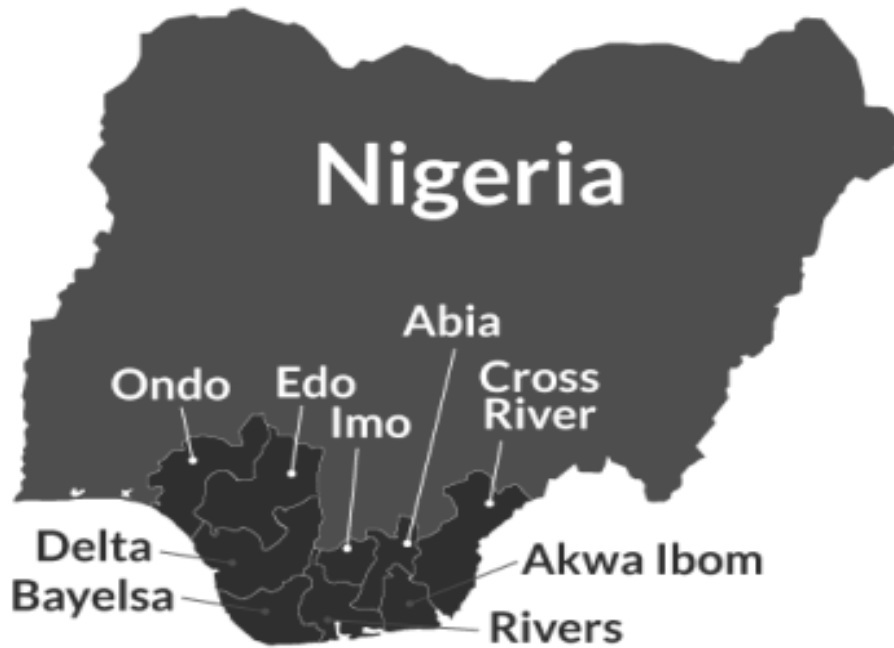 Nigeria
Abia
Ondo
Edo
Imo
Cross
River
Delta
Bayelsa
Akwa Ibom
Rivers